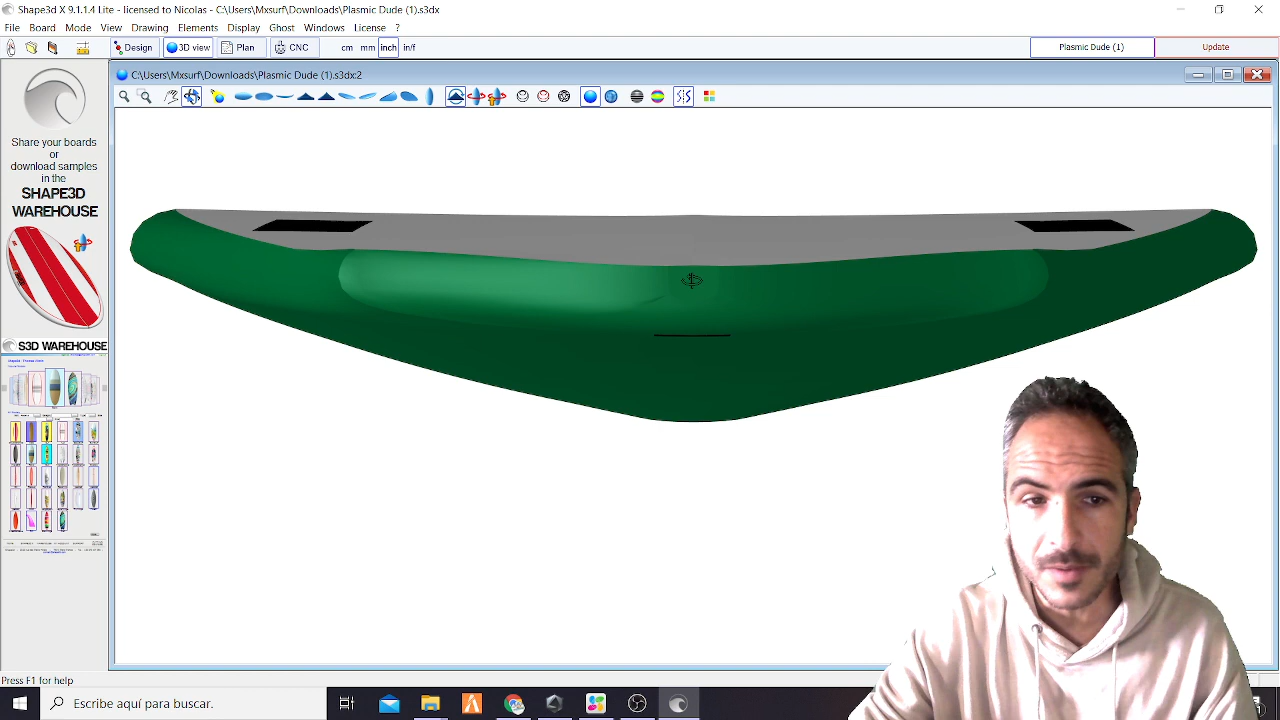 Shape3d X 9.1.1.4 Lite - licensed to Nicolas - C:\Users\Mxsurf\Downloads\Plasmic Dude (1).s3dx
File Board Mode View Drawing Elements Display Ghost Windows License ?
Design 3D view Plan CNC cm mm inch in/f Plasmic Dude (1) Update
C:\Users\Mxsurf\Downloads\Plasmic Dude (1).s3dx:2
Share your boards
or
download samples
in the
SHAPE3D
WAREHOUSE
S3D WAREHOUSE
Press F1 for help
Escribe aquí para buscar.